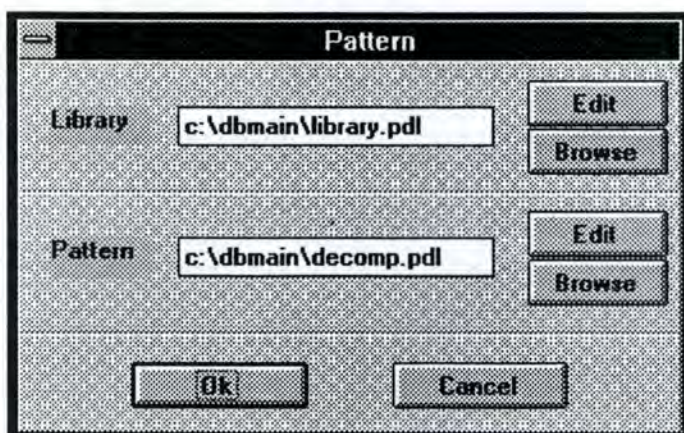 Pattern
Library
c:\dbmain\library.pdl
Edit
Browse
Pattern
c:\dbmain\decomp.pdl
Edit
Browse
Ok
Cancel